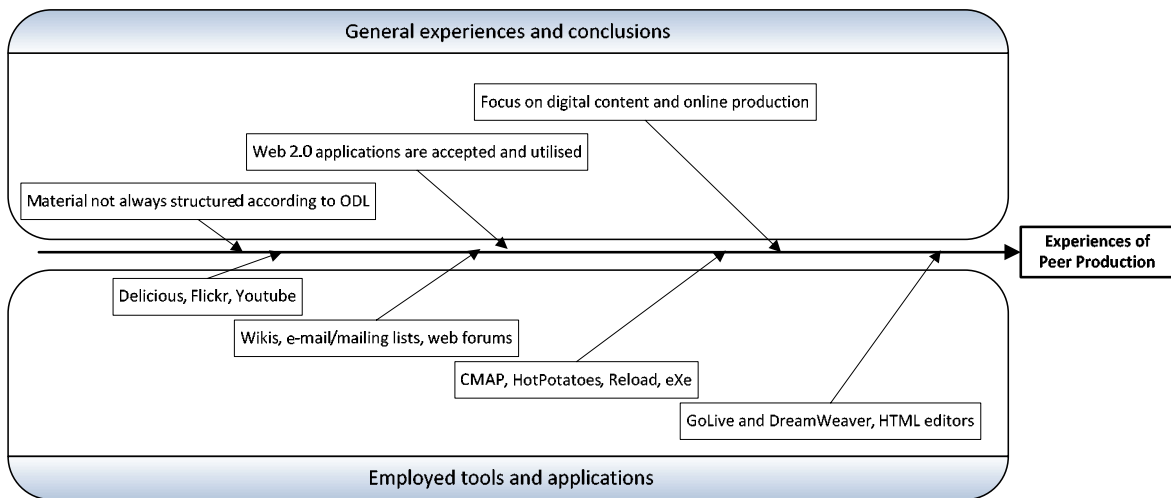 General experiences and conclusions
Focus on digital content and online production
Web 2.0 applications are accepted and utilised
Material not always structured according to ODL
Experiences of
Peer Production
Delicious, Flickr, Youtube
Wikis, e-mail/mailing lists, web forums
CMAP, HotPotatoes, Reload, eXe
GoLive and DreamWeaver, HTML editors
Employed tools and applications